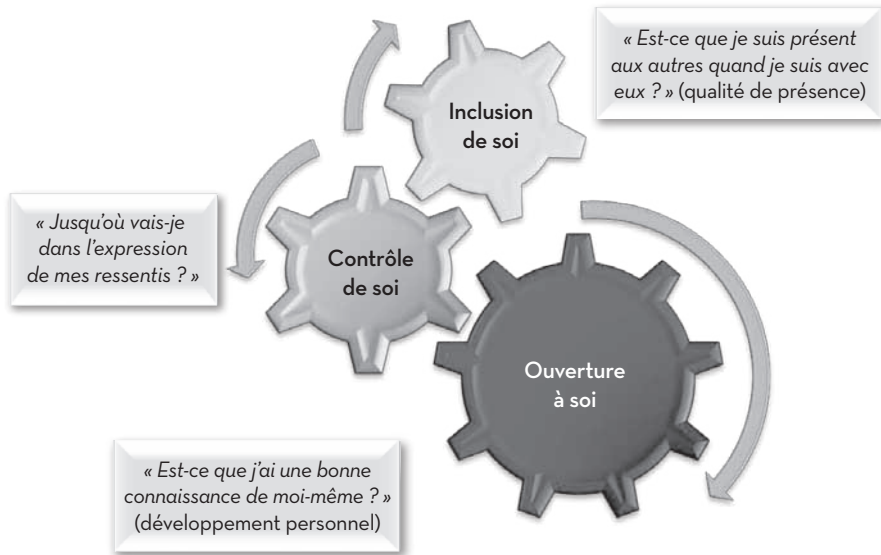 « Est-ce que je suis présent
aux autres quand je suis avec
eux ? » (qualité de présence)
Inclusion
de soi
« Jusqu'où vais-je
dans l'expression
de mes ressentis ? »
Contrôle
de soi
Ouverture
à soi
« Est-ce que j'ai une bonne
connaissance de moi-même ? »
(développement personnel)